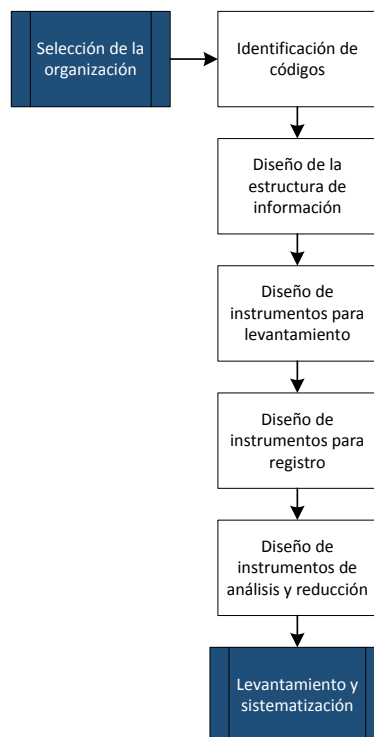 Selección de la
organización
Identificación de
códigos
Diseño de la
estructura de
información
Diseño de
instrumentos para
levantamiento
Diseño de
instrumentos para
registro
Diseño de
instrumentos de
análisis y reducción
Levantamiento y
sistematización